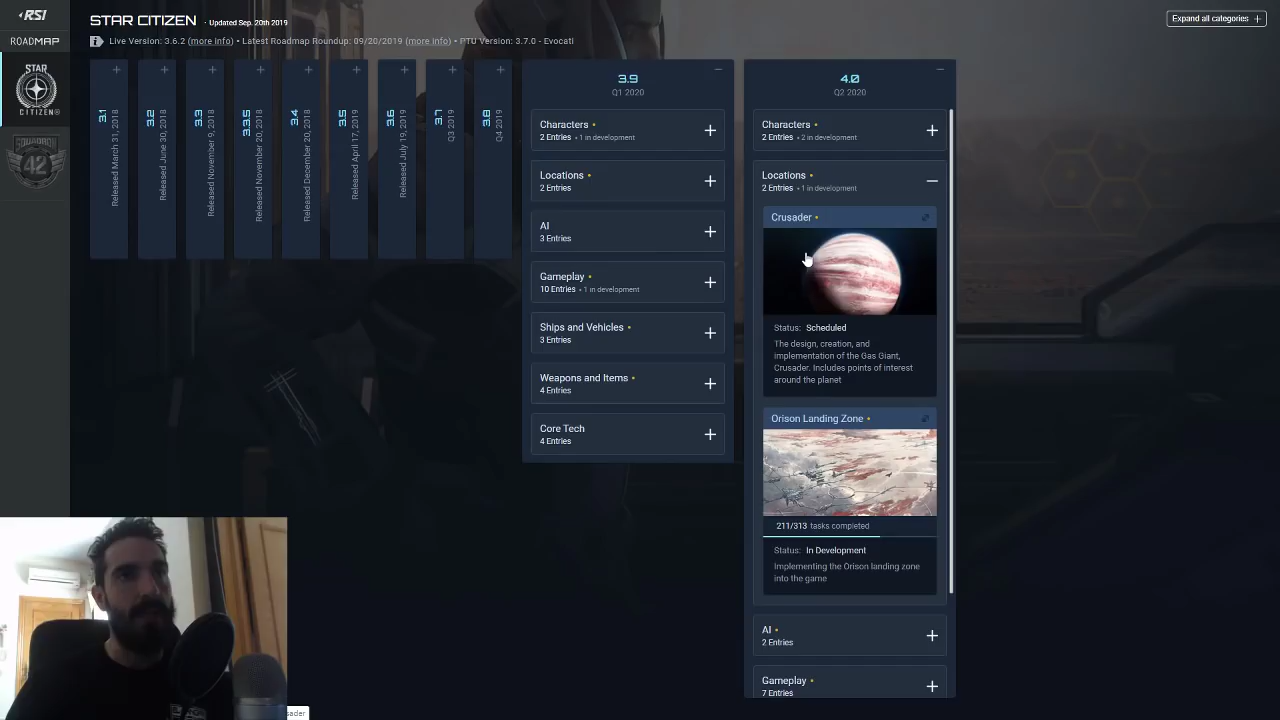 RSI
ROADMAP
STAR CITIZEN®
SQUADRON 42
STAR CITIZEN • Updated Sep. 20th 2019
Expand all categories +
Live Version: 3.6.2 (more info) • Latest Roadmap Roundup: 09/20/2019 (more info) • PTU Version: 3.7.0 - Evocati
3.1 Released March 31, 2018
3.2 Released June 30, 2018
3.3 Released November 9, 2018
3.3.5 Released November 20, 2018
3.4 Released December 20, 2018
3.5 Released April 17, 2019
3.6 Released July 19, 2019
3.7 Q3 2019
3.8 Q4 2019
3.9
Q1 2020
Characters
2 Entries • 1 in development
Locations
2 Entries
AI
3 Entries
Gameplay
10 Entries • 1 in development
Ships and Vehicles
3 Entries
Weapons and Items
4 Entries
Core Tech
4 Entries
4.0
Q2 2020
Characters
2 Entries • 2 in development
Locations
2 Entries • 1 in development
Crusader
Status: Scheduled
The design, creation, and
implementation of the Gas Giant,
Crusader. Includes points of interest
around the planet
Orison Landing Zone
211/313 tasks completed
Status: In Development
Implementing the Orison landing zone
into the game
AI
2 Entries
Gameplay
7 Entries
sader